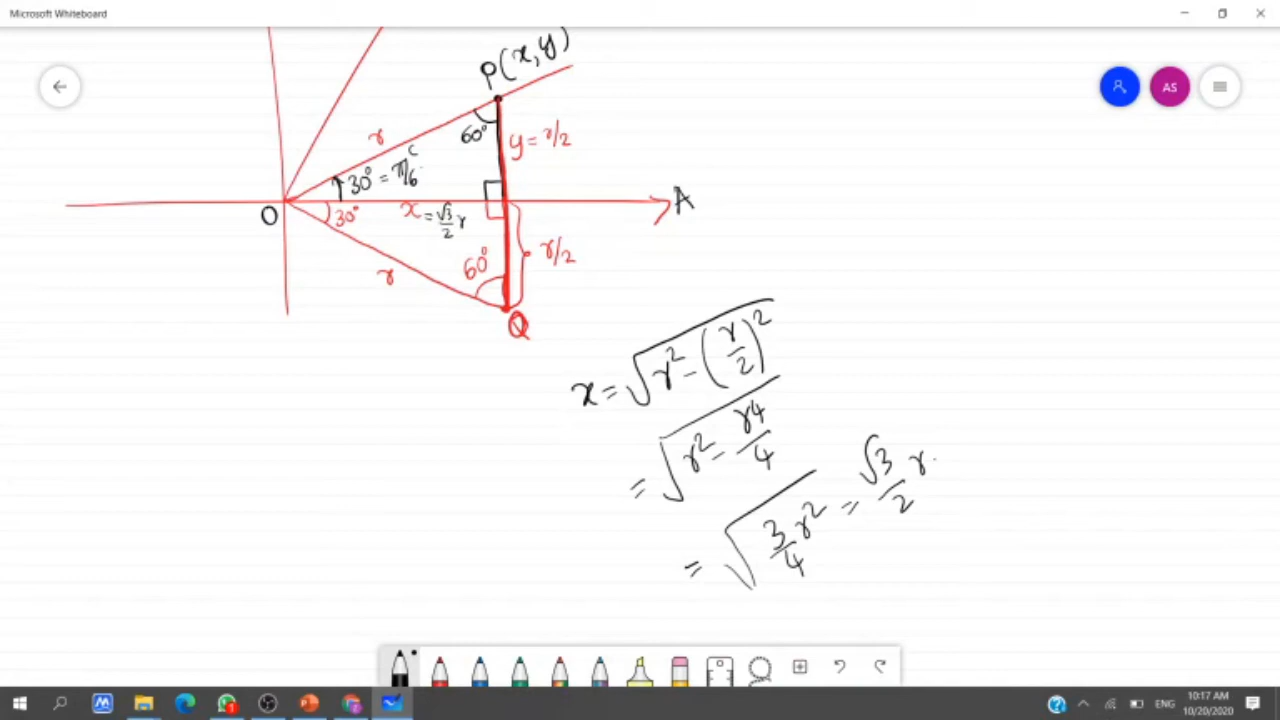 Microsoft Whiteboard
AS
P(x,y)
r
60°
y = r/2
30° = π/6 c
O
30°
x = √3/2 r
A
r
60°
r/2
Q
x = √(r² − (r/2)²)
= √(r² − r4/4)
= √(3/4 r²) = √3/2 r.
ENG
10:17 AM
10/20/2020